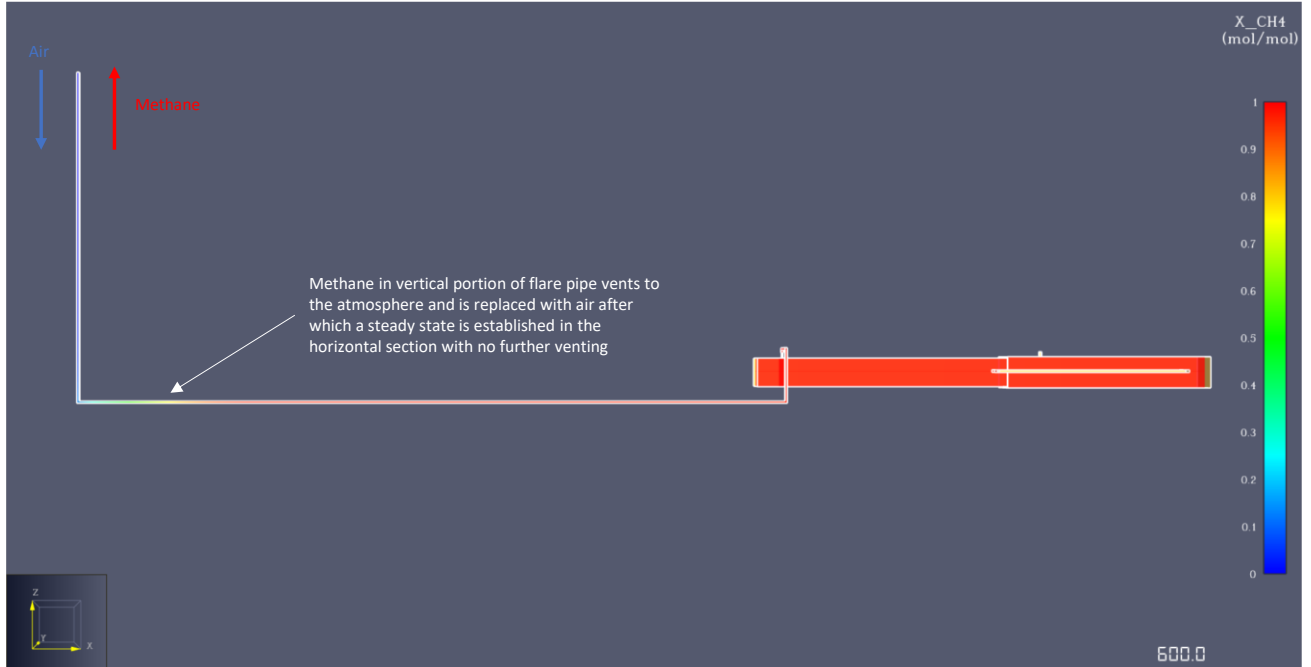 X_CH4
(mol/mol)
Air
Methane
1
0.9
0.8
0.7
0.6
0.5
0.4
0.3
0.2
0.1
0
Methane in vertical portion of flare pipe vents to
the atmosphere and is replaced with air after
which a steady state is established in the
horizontal section with no further venting
Z
Y
X
600.0